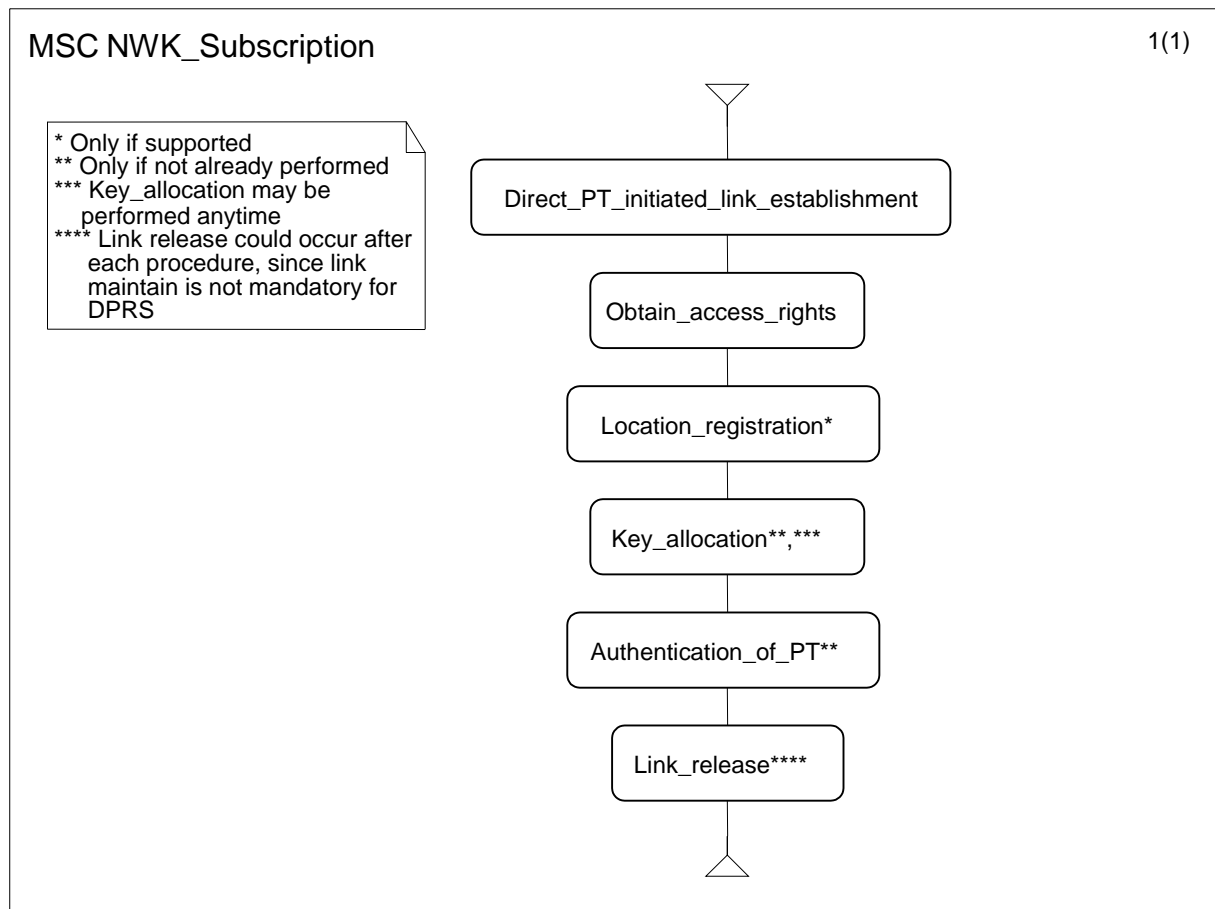 MSC NWK_Subscription
1(1)
* Only if supported
** Only if not already performed
*** Key_allocation may be
performed anytime
**** Link release could occur after
each procedure, since link
maintain is not mandatory for
DPRS
Direct_PT_initiated_link_establishment
Obtain_access_rights
Location_registration*
Key_allocation**,***
Authentication_of_PT**
Link_release****